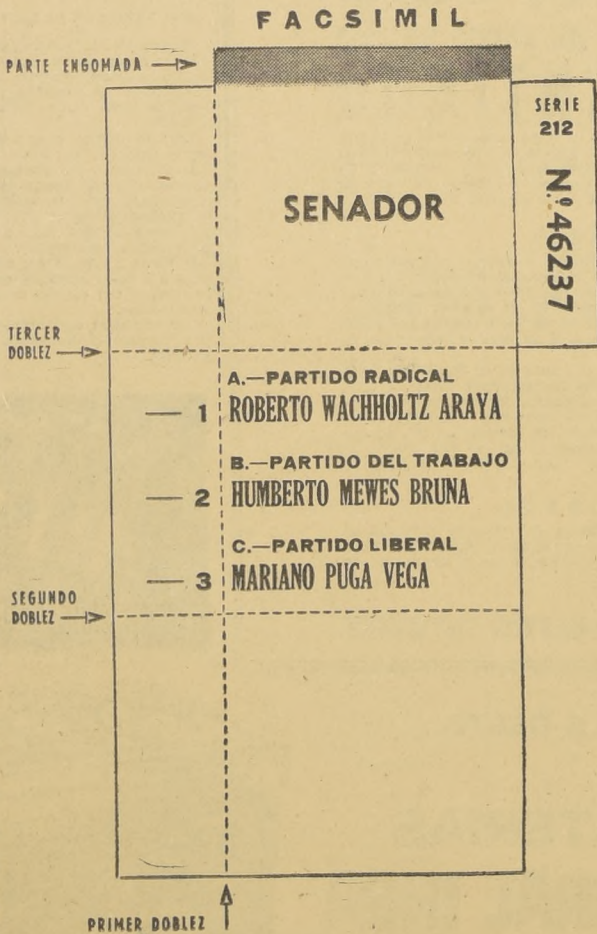 FACSIMIL
PARTE ENGOMADA
SERIE
212
Nº 46237
SENADOR
TERCER
DOBLEZ
A.—PARTIDO RADICAL
— 1 ROBERTO WACHHOLTZ ARAYA
B.—PARTIDO DEL TRABAJO
— 2 HUMBERTO MEWES BRUNA
C.—PARTIDO LIBERAL
— 3 MARIANO PUGA VEGA
SEGUNDO
DOBLEZ
PRIMER DOBLEZ